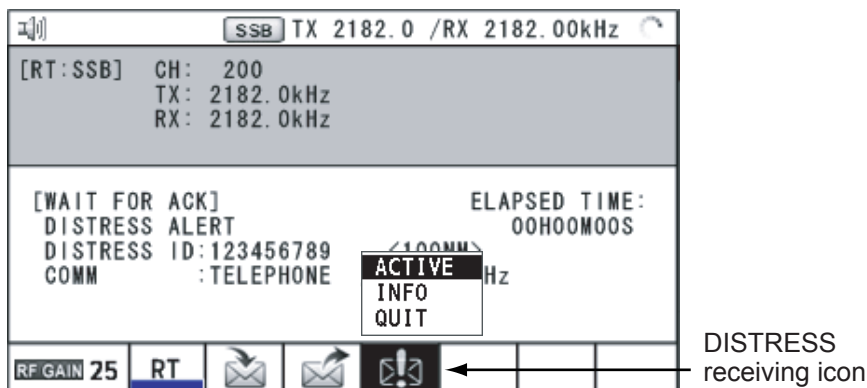 SSB TX 2182.0 /RX 2182.00kHz
[RT:SSB] CH: 200
TX: 2182.0kHz
RX: 2182.0kHz
[WAIT FOR ACK] ELAPSED TIME:
DISTRESS ALERT 00H00M00S
DISTRESS ID:123456789
COMM :TELEPHONE Hz
ACTIVE
INFO
QUIT
RF GAIN 25 RT
DISTRESS
receiving icon